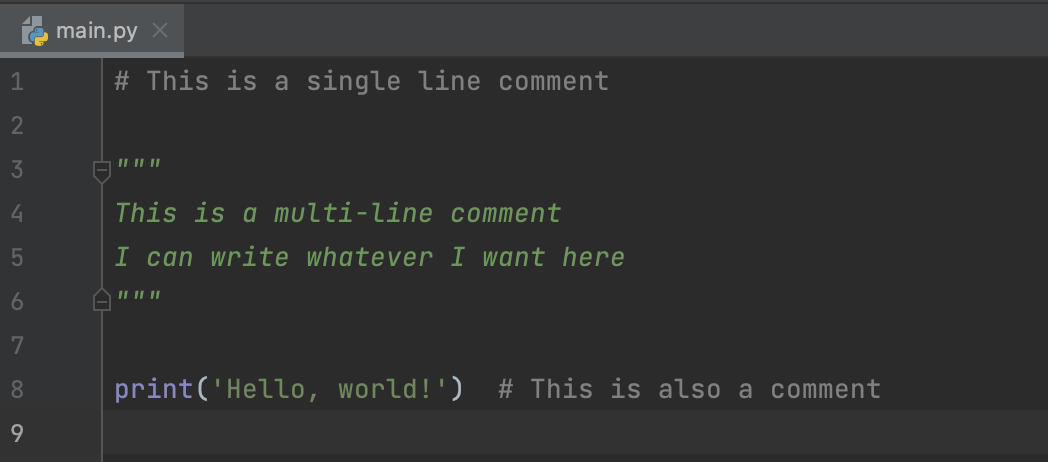 main.py
1 # This is a single line comment
2
3 """
4 This is a multi-line comment
5 I can write whatever I want here
6 """
7
8 print('Hello, world!')  # This is also a comment
9